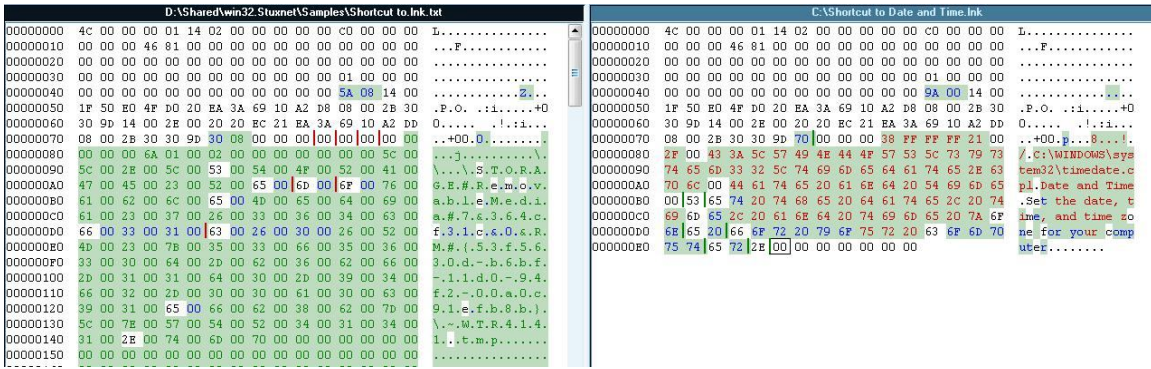 D:\Shared\win32.Stuxnet\Samples\Shortcut to.lnk.txt
00000000 4C 00 00 00 01 14 02 00 00 00 00 00 C0 00 00 00 L...............
00000010 00 00 00 46 81 00 00 00 00 00 00 00 00 00 00 00 ...F............
00000020 00 00 00 00 00 00 00 00 00 00 00 00 00 00 00 00 ................
00000030 00 00 00 00 00 00 00 00 00 00 00 00 01 00 00 00 ................
00000040 00 00 00 00 00 00 00 00 00 00 00 00 5A 08 14 00 ............Z...
00000050 1F 50 E0 4F D0 20 EA 3A 69 10 A2 D8 08 00 2B 30 .P.O. .:i.....+0
00000060 30 9D 14 00 2E 00 20 20 EC 21 EA 3A 69 10 A2 DD 0.....  .!.:i...
00000070 08 00 2B 30 30 9D 30 08 00 00 00 00 00 00 00 00 ..+00.0.........
00000080 00 00 00 6A 01 00 02 00 00 00 00 00 00 00 5C 00 ...j..........\.
00000090 5C 00 2E 00 5C 00 53 00 54 00 4F 00 52 00 41 00 \...\.S.T.O.R.A.
000000A0 47 00 45 00 23 00 52 00 65 00 6D 00 6F 00 76 00 G.E.#.R.e.m.o.v.
000000B0 61 00 62 00 6C 00 65 00 4D 00 65 00 64 00 69 00 a.b.l.e.M.e.d.i.
000000C0 61 00 23 00 37 00 26 00 33 00 36 00 34 00 63 00 a.#.7.&.3.6.4.c.
000000D0 66 00 33 00 31 00 63 00 26 00 30 00 26 00 52 00 f.3.1.c.&.0.&.R.
000000E0 4D 00 23 00 7B 00 35 00 33 00 66 00 35 00 36 00 M.#.{.5.3.f.5.6.
000000F0 33 00 30 00 64 00 2D 00 62 00 36 00 62 00 66 00 3.0.d.-.b.6.b.f.
00000100 2D 00 31 00 31 00 64 00 30 00 2D 00 39 00 34 00 -.1.1.d.0.-.9.4.
00000110 66 00 32 00 2D 00 30 00 30 00 61 00 30 00 63 00 f.2.-.0.0.a.0.c.
00000120 39 00 31 00 65 00 66 00 62 00 38 00 62 00 7D 00 9.1.e.f.b.8.b.}.
00000130 5C 00 7E 00 57 00 54 00 52 00 34 00 31 00 34 00 \.~.W.T.R.4.1.4.
00000140 31 00 2E 00 74 00 6D 00 70 00 00 00 00 00 00 00 1...t.m.p.......
00000150 00 00 00 00 00 00 00 00 00 00 00 00 00 00 00 00 ................
C:\Shortcut to Date and Time.lnk
00000000 4C 00 00 00 01 14 02 00 00 00 00 00 C0 00 00 00 L...............
00000010 00 00 00 46 81 00 00 00 00 00 00 00 00 00 00 00 ...F............
00000020 00 00 00 00 00 00 00 00 00 00 00 00 00 00 00 00 ................
00000030 00 00 00 00 00 00 00 00 00 00 00 00 01 00 00 00 ................
00000040 00 00 00 00 00 00 00 00 00 00 00 00 9A 00 14 00 ................
00000050 1F 50 E0 4F D0 20 EA 3A 69 10 A2 D8 08 00 2B 30 .P.O. .:i.....+0
00000060 30 9D 14 00 2E 00 20 20 EC 21 EA 3A 69 10 A2 DD 0.....  .!.:i...
00000070 08 00 2B 30 30 9D 70 00 00 00 38 FF FF FF 21 00 ..+00.p...8...!.
00000080 2F 00 43 3A 5C 57 49 4E 44 4F 57 53 5C 73 79 73 /.C:\WINDOWS\sys
00000090 74 65 6D 33 32 5C 74 69 6D 65 64 61 74 65 2E 63 tem32\timedate.c
000000A0 70 6C 00 44 61 74 65 20 61 6E 64 20 54 69 6D 65 pl.Date and Time
000000B0 00 53 65 74 20 74 68 65 20 64 61 74 65 2C 20 74 .Set the date, t
000000C0 69 6D 65 2C 20 61 6E 64 20 74 69 6D 65 20 7A 6F ime, and time zo
000000D0 6E 65 20 66 6F 72 20 79 6F 75 72 20 63 6F 6D 70 ne for your comp
000000E0 75 74 65 72 2E 00 00 00 00 00 00 00 uter........